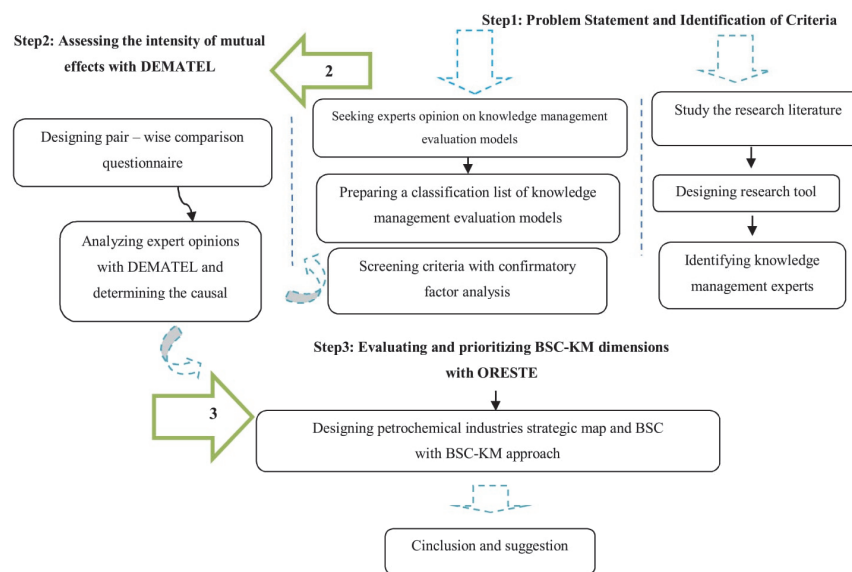 Step1: Problem Statement and Identification of Criteria
Step2: Assessing the intensity of mutual
effects with DEMATEL
2
Seeking experts opinion on knowledge management
evaluation models
Study the research literature
Designing pair – wise comparison
questionnaire
Preparing a classification list of knowledge
management evaluation models
Designing research tool
Analyzing expert opinions
with DEMATEL and
determining the causal
Screening criteria with confirmatory
factor analysis
Identifying knowledge
management experts
Step3: Evaluating and prioritizing BSC-KM dimensions
with ORESTE
3
Designing petrochemical industries strategic map and BSC
with BSC-KM approach
Cinclusion and suggestion